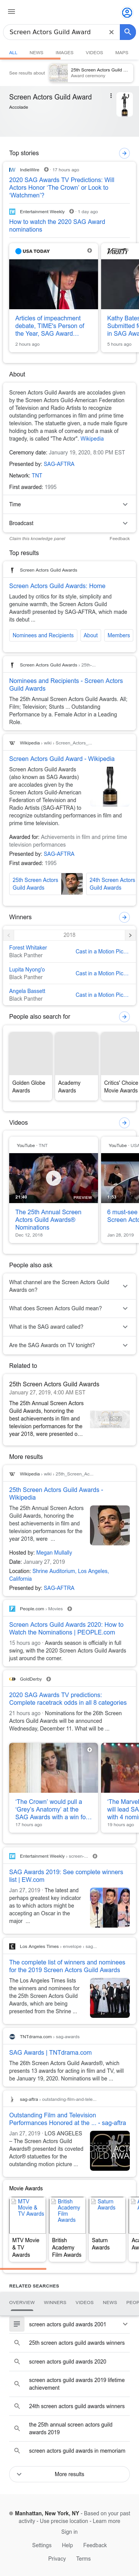 Screen Actors Guild Award
ALL NEWS IMAGES VIDEOS MAPS
See results about
25th Screen Actors Guild ...
Award ceremony
Screen Actors Guild Award
Accolade
Top stories
IndieWire · 17 hours ago
2020 SAG Awards TV Predictions: Will
Actors Honor 'The Crown' or Look to
'Watchmen'?
Entertainment Weekly · 1 day ago
How to watch the 2020 SAG Award
nominations
USA TODAY
VARIETY
Articles of impeachment
debate, TIME's Person of
the Year, SAG Award...
2 hours ago
Kathy Bates
Submitted f
in SAG Awa
5 hours ago
About
Screen Actors Guild Awards are accolades given by the Screen
Actors Guild-American Federation of Television and Radio Artists to
recognize outstanding performances in film and prime time
television. The statuette given, a nude male figure
holding both a mask of comedy and a mask of
tragedy, is called "The Actor". Wikipedia
Ceremony date: January 19, 2020, 8:00 PM EST
Presented by: SAG-AFTRA
Network: TNT
First awarded: 1995
Time
Broadcast
Claim this knowledge panel Feedback
Top results
Screen Actors Guild Awards
Screen Actors Guild Awards: Home
Lauded by critics for its style, simplicity and
genuine warmth, the Screen Actors Guild
Awards® presented by SAG-AFTRA, which made
its debut ...
Nominees and Recipients About Members
Screen Actors Guild Awards › 25th-...
Nominees and Recipients - Screen Actors
Guild Awards
The 25th Annual Screen Actors Guild Awards. All;
Film; Television; Stunts ... Outstanding
Performance by a. Female Actor in a Leading
Role.
Wikipedia › wiki › Screen_Actors_...
Screen Actors Guild Award - Wikipedia
Screen Actors Guild Awards
(also known as SAG Awards)
are accolades given by the
Screen Actors Guild-American
Federation of Television and
Radio Artists (SAG-AFTRA) to
recognize outstanding performances in film and
prime time television.
Awarded for: Achievements in film and prime time
television performances
Presented by: SAG-AFTRA
First awarded: 1995
25th Screen Actors
Guild Awards
24th Screen Actors
Guild Awards
Winners
2018
Forest Whitaker
Black Panther
Cast in a Motion Pic...
Lupita Nyong'o
Black Panther
Cast in a Motion Pic...
Angela Bassett
Black Panther
Cast in a Motion Pic...
People also search for
Golden Globe
Awards
Academy
Awards
Critics' Choice
Movie Awards
Videos
YouTube · TNT
21:48
PREVIEW
The 25th Annual Screen
Actors Guild Awards®
Nominations
Dec 12, 2018
YouTube · USA
1:53
6 must-see
Screen Acto
Jan 28, 2019
People also ask
What channel are the Screen Actors Guild
Awards on?
What does Screen Actors Guild mean?
What is the SAG award called?
Are the SAG Awards on TV tonight?
Related to
25th Screen Actors Guild Awards
January 27, 2019, 4:00 AM EST
The 25th Annual Screen Actors
Guild Awards, honoring the
best achievements in film and
television performances for the
year 2018, were presented o...
More results
Wikipedia › wiki › 25th_Screen_Ac...
25th Screen Actors Guild Awards -
Wikipedia
The 25th Annual Screen Actors
Guild Awards, honoring the
best achievements in film and
television performances for the
year 2018, were ...
Hosted by: Megan Mullally
Date: January 27, 2019
Location: Shrine Auditorium, Los Angeles,
California
Presented by: SAG-AFTRA
People.com › Movies
Screen Actors Guild Awards 2020: How to
Watch the Nominations | PEOPLE.com
15 hours ago · Awards season is officially in full
swing, with the 2020 Screen Actors Guild Awards
just around the corner.
GoldDerby
2020 SAG Awards TV predictions:
Complete racetrack odds in all 8 categories
21 hours ago · Nominations for the 26th Screen
Actors Guild Awards will be announced
Wednesday, December 11. What will be ...
'The Crown' would pull a
'Grey's Anatomy' at the
SAG Awards with a win fo...
17 hours ago
'The Marvel
will lead SA
with 4 nomi
19 hours ago
Entertainment Weekly › screen-...
SAG Awards 2019: See complete winners
list | EW.com
Jan 27, 2019 · The latest and
perhaps most telling key
indicator as to which actors
might nab anything on
Oscar in the
major ...
Los Angeles Times › envelope › sag...
The complete list of winners and nominees
for the 2019 Screen Actors Guild Awards
The Los Angeles Times lists
the winners and nominees of
the 2019 Screen Actors Guild
Awards, which are being
presented from the Shrine ...
TNTdrama.com › sag-awards
SAG Awards | TNTdrama.com
The 26th Screen Actors Guild Awards®, which
presents 13 awards for acting in film and TV, will
air January 19, 2020. Nominations will be ...
sag-aftra › outstanding-film-and-tele...
Outstanding Film and Television
Performances Honored at the ... - sag-aftra
Jan 27, 2019 · LOS ANGELES
– The Screen Actors Guild
Awards® presented its coveted
Actor® statuettes for the
outstanding motion picture ...
Movie Awards
MTV Movie
& TV
Awards
British
Academy
Film Awards
Saturn
Awards
RELATED SEARCHES
OVERVIEW WINNERS VIDEOS NEWS
screen actors guild awards 2001
25th screen actors guild awards winners
screen actors guild awards 2020
screen actors guild awards 2019 lifetime
achievement
24th screen actors guild awards winners
the 25th annual screen actors guild
awards 2019
screen actors guild awards in memoriam
More results
Manhattan, New York, NY - Based on your past
activity - Use precise location - Learn more
Sign in
Settings Help Feedback
Privacy Terms